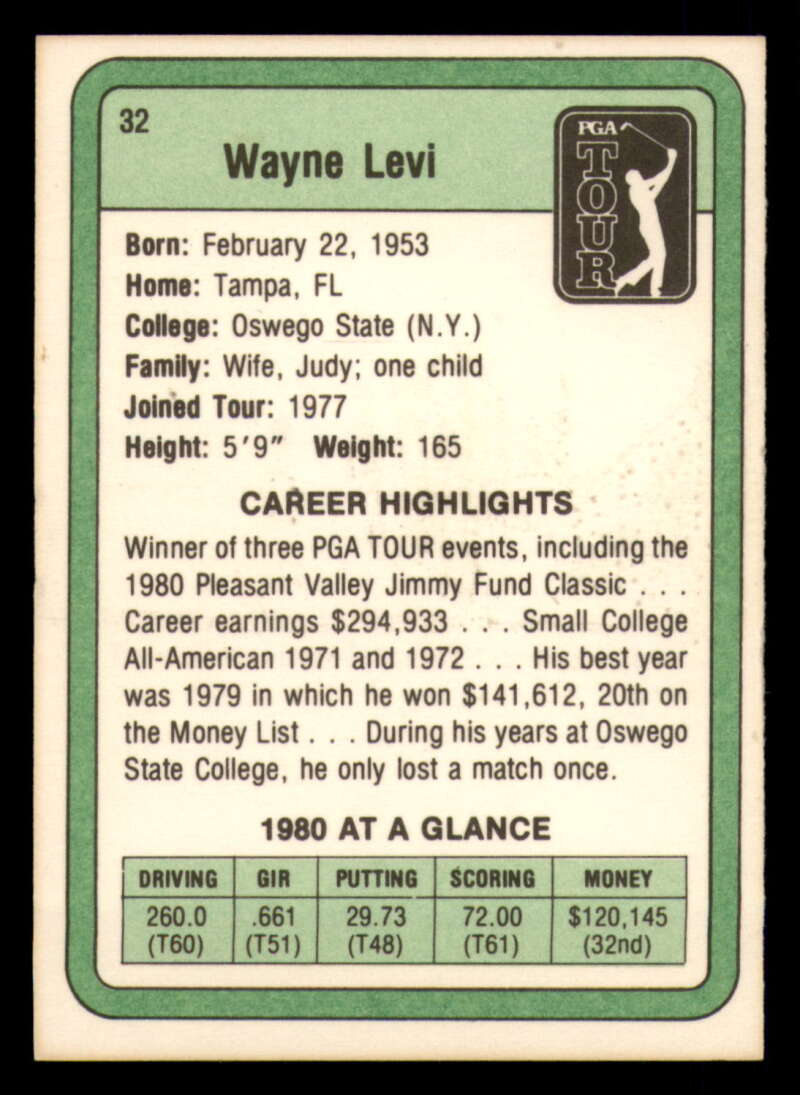 32
Wayne Levi
PGA
TOUR
Born: February 22, 1953
Home: Tampa, FL
College: Oswego State (N.Y.)
Family: Wife, Judy; one child
Joined Tour: 1977
Height: 5'9" Weight: 165
CAREER HIGHLIGHTS
Winner of three PGA TOUR events, including the
1980 Pleasant Valley Jimmy Fund Classic . . .
Career earnings $294,933 . . . Small College
All-American 1971 and 1972 . . . His best year
was 1979 in which he won $141,612, 20th on
the Money List . . . During his years at Oswego
State College, he only lost a match once.
1980 AT A GLANCE
DRIVING GIR PUTTING SCORING MONEY
260.0 .661 29.73 72.00 $120,145
(T60) (T51) (T48) (T61) (32nd)